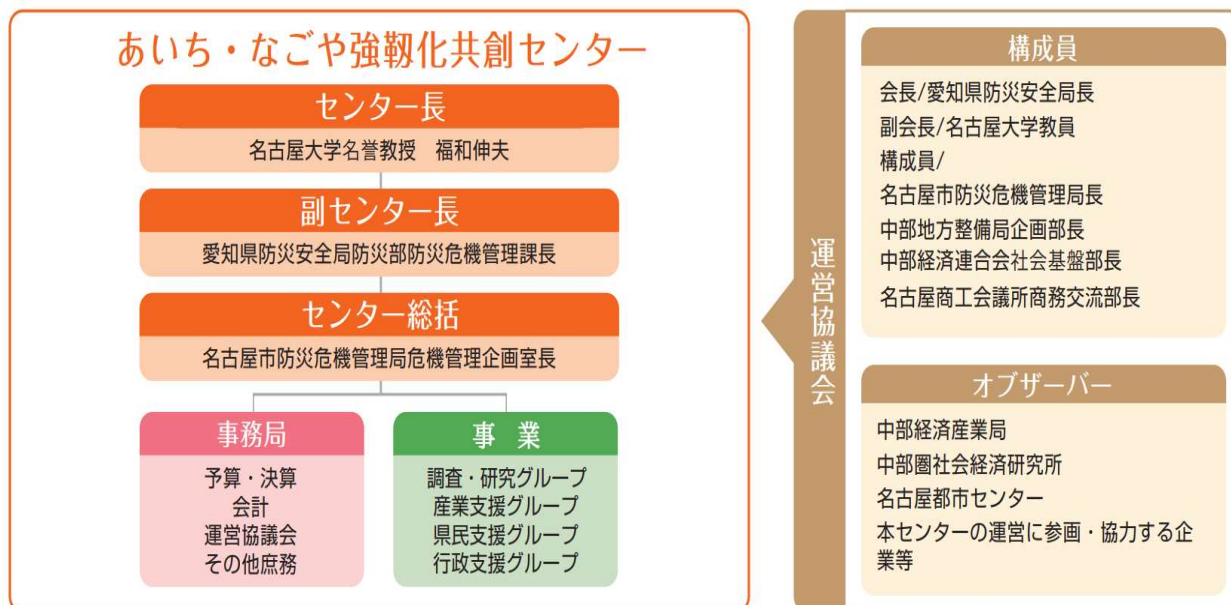 あいち・なごや強靱化共創センター
センター長
名古屋大学名誉教授　福和伸夫
副センター長
愛知県防災安全局防災部防災危機管理課長
センター総括
名古屋市防災危機管理局危機管理企画室長
事務局
予算・決算
会計
運営協議会
その他庶務
事　業
調査・研究グループ
産業支援グループ
県民支援グループ
行政支援グループ
運営協議会
構成員
会長/愛知県防災安全局長
副会長/名古屋大学教員
構成員/
名古屋市防災危機管理局長
中部地方整備局企画部長
中部経済連合会社会基盤部長
名古屋商工会議所商務交流部長
オブザーバー
中部経済産業局
中部圏社会経済研究所
名古屋都市センター
本センターの運営に参画・協力する企
業等